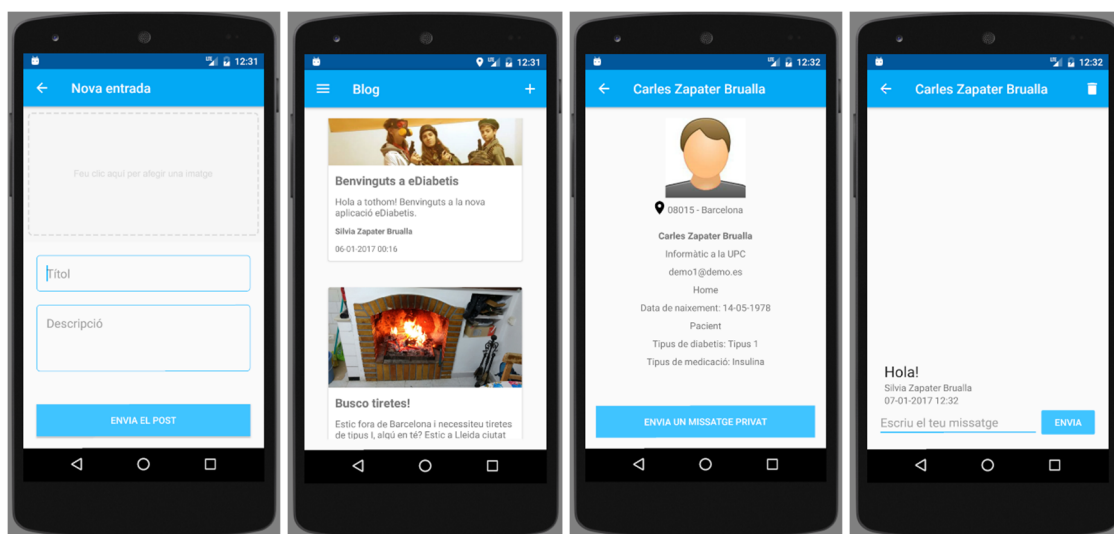 12:31
Nova entrada
Feu clic aquí per afegir una imatge
Títol
Descripció
ENVIA EL POST
12:31
Blog
+
Benvinguts a eDiabetis
Hola a tothom! Benvinguts a la nova
aplicació eDiabetis.
Silvia Zapater Brualla
06-01-2017 00:16
Busco tiretes!
Estic fora de Barcelona i necessiteu tiretes
de tipus I, algú en té? Estic a Lleida ciutat
12:32
Carles Zapater Brualla
08015 - Barcelona
Carles Zapater Brualla
Informàtic a la UPC
demo1@demo.es
Home
Data de naixement: 14-05-1978
Pacient
Tipus de diabetis: Tipus 1
Tipus de medicació: Insulina
ENVIA UN MISSATGE PRIVAT
12:32
Carles Zapater Brualla
Hola!
Silvia Zapater Brualla
07-01-2017 12:32
Escriu el teu missatge
ENVIA